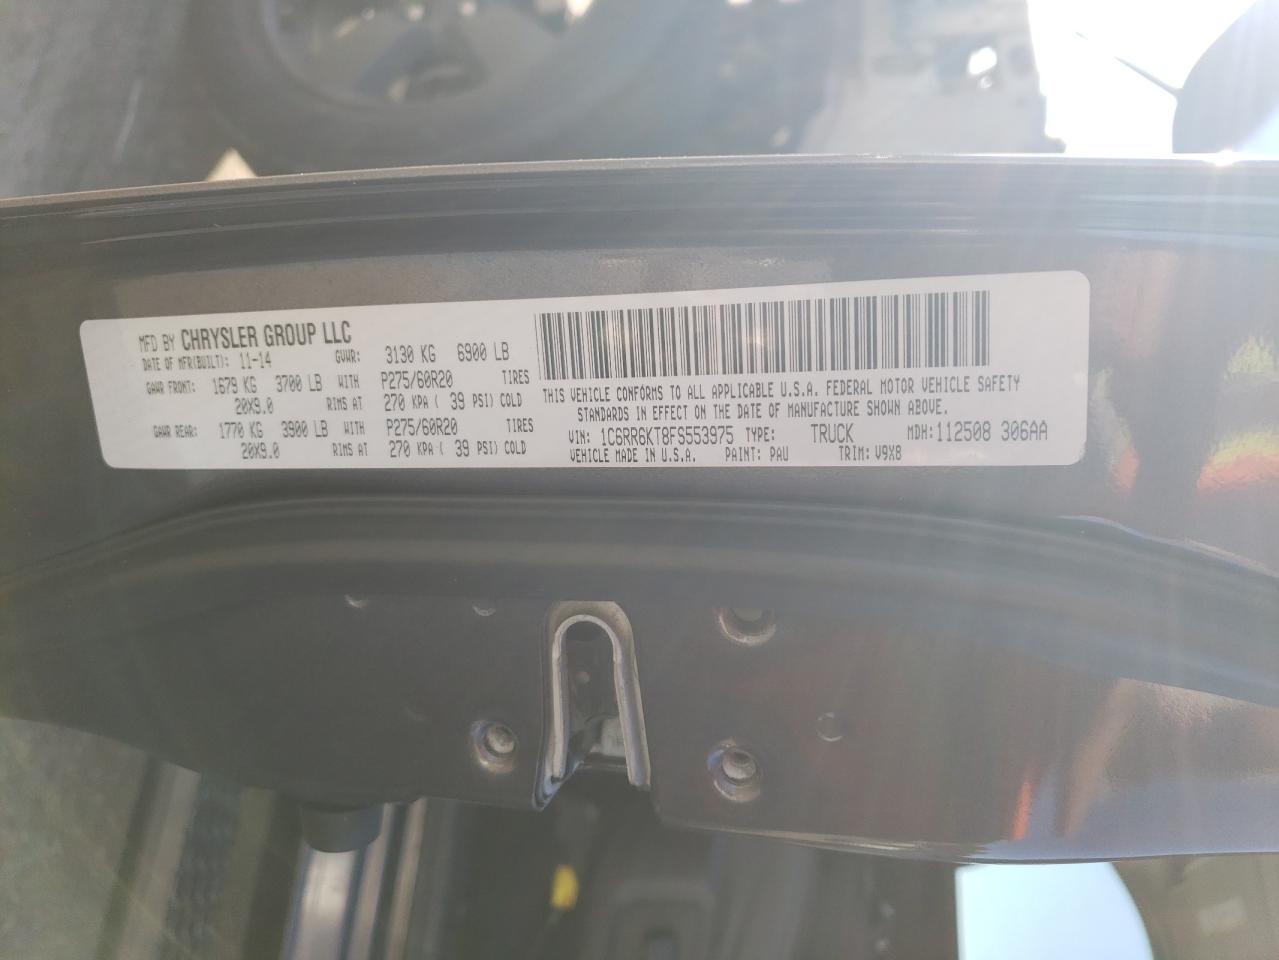 MFD BY CHRYSLER GROUP LLC
DATE OF MFR(BUILT): 11-14 GVWR: 3130 KG 6900 LB
GAWR FRONT: 1679 KG 3700 LB WITH P275/60R20 TIRES
20X9.0 RIMS AT 270 KPA ( 39 PSI) COLD
GAWR REAR: 1770 KG 3900 LB WITH P275/60R20 TIRES
20X9.0 RIMS AT 270 KPA ( 39 PSI) COLD
THIS VEHICLE CONFORMS TO ALL APPLICABLE U.S.A. FEDERAL MOTOR VEHICLE SAFETY
STANDARDS IN EFFECT ON THE DATE OF MANUFACTURE SHOWN ABOVE.
VIN: 1C6RR6KT8FS553975 TYPE: TRUCK MDH: 112508 306AA
VEHICLE MADE IN U.S.A. PAINT: PAU TRIM: V9X8